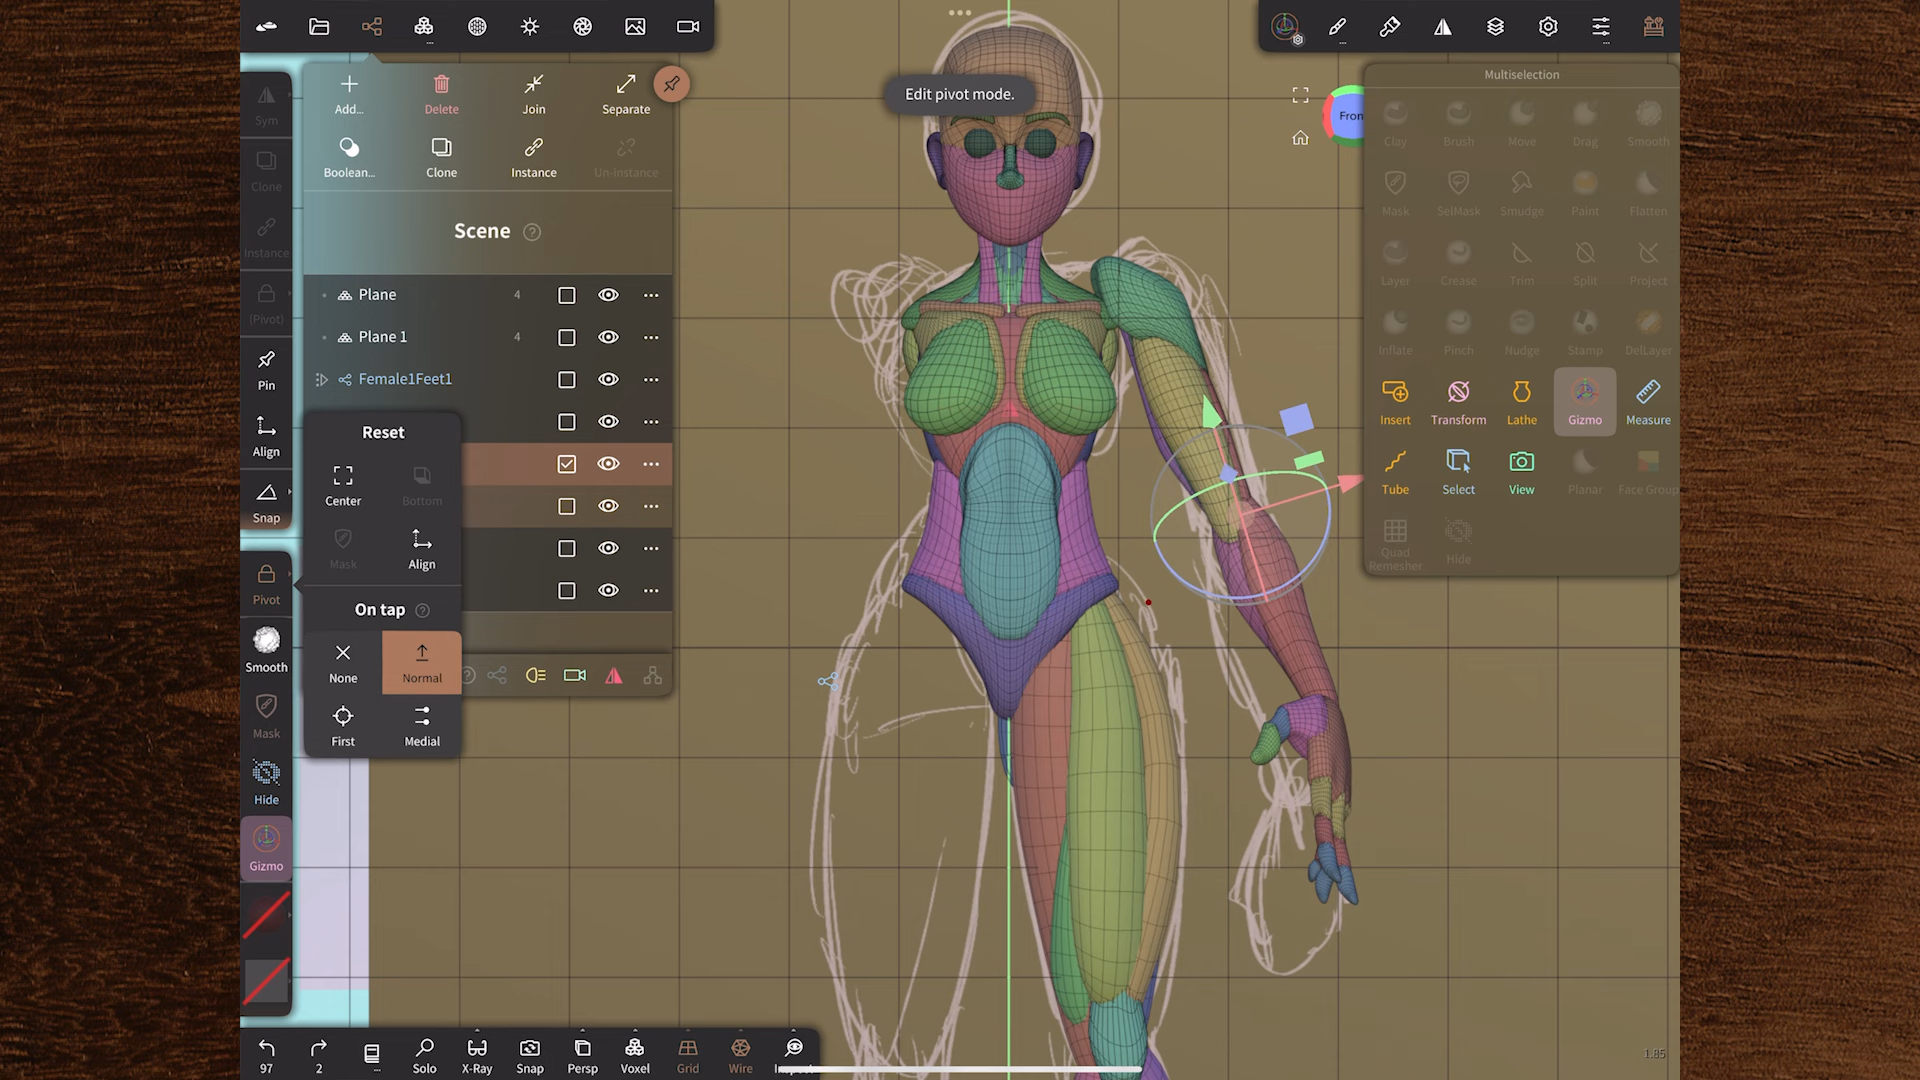 Edit pivot mode.
Add...
Delete
Join
Separate
Boolean...
Clone
Instance
Un-instance
Scene
Plane
4
Plane 1
4
Female1Feet1
Sym
Clone
Instance
(Pivot)
Pin
Align
Snap
Pivot
Smooth
Mask
Hide
Gizmo
Reset
Center
Bottom
Mask
Align
On tap
None
Normal
First
Medial
Fron
Multiselection
Clay
Brush
Move
Drag
Smooth
Mask
SelMask
Smudge
Paint
Flatten
Layer
Crease
Trim
Split
Project
Inflate
Pinch
Nudge
Stamp
DelLayer
Insert
Transform
Lathe
Gizmo
Measure
Tube
Select
View
Planar
Face Group
Quad
Remesher
Hide
97
2
Solo
X-Ray
Snap
Persp
Voxel
Grid
Wire
1.85